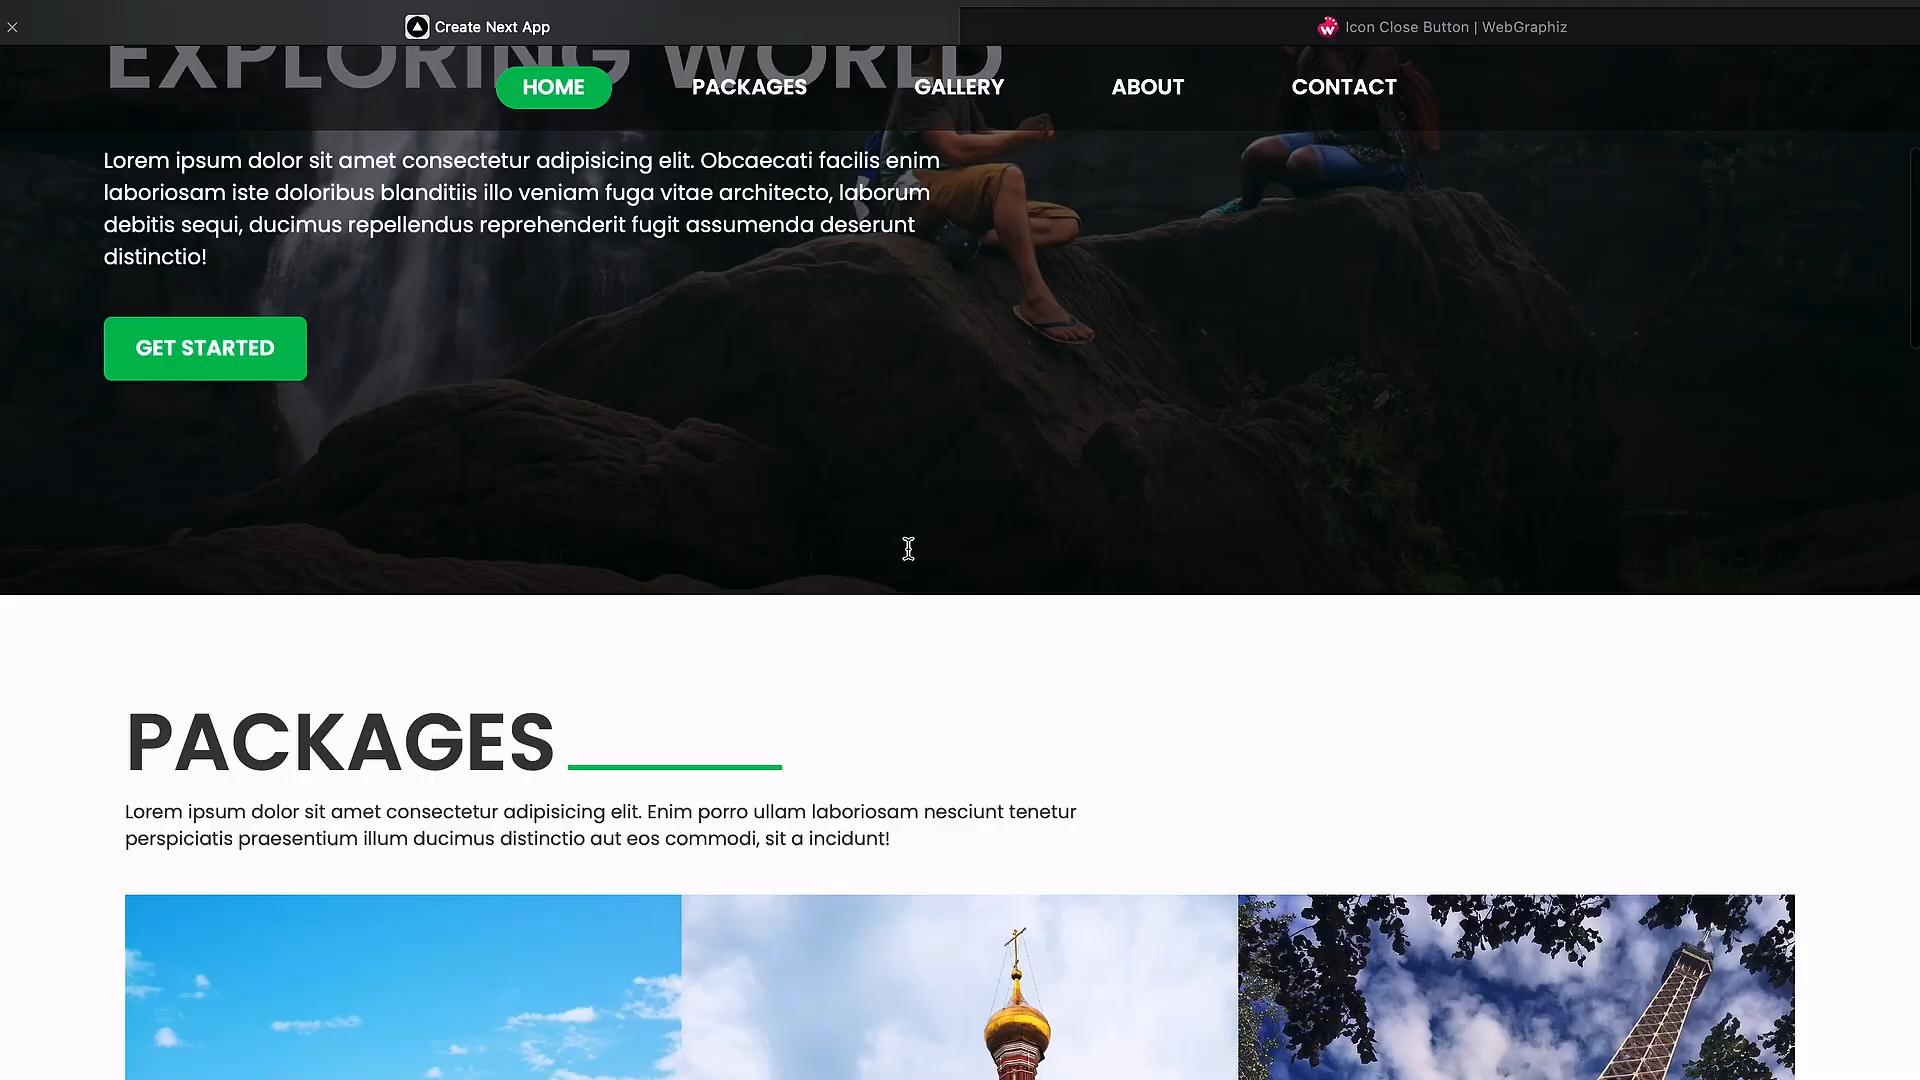 Create Next App
Icon Close Button | WebGraphiz
EXPLORING WORLD
HOME PACKAGES GALLERY ABOUT CONTACT
Lorem ipsum dolor sit amet consectetur adipisicing elit. Obcaecati facilis enim
laboriosam iste doloribus blanditiis illo veniam fuga vitae architecto, laborum
debitis sequi, ducimus repellendus reprehenderit fugit assumenda deserunt
distinctio!
GET STARTED
PACKAGES
Lorem ipsum dolor sit amet consectetur adipisicing elit. Enim porro ullam laboriosam nesciunt tenetur
perspiciatis praesentium illum ducimus distinctio aut eos commodi, sit a incidunt!